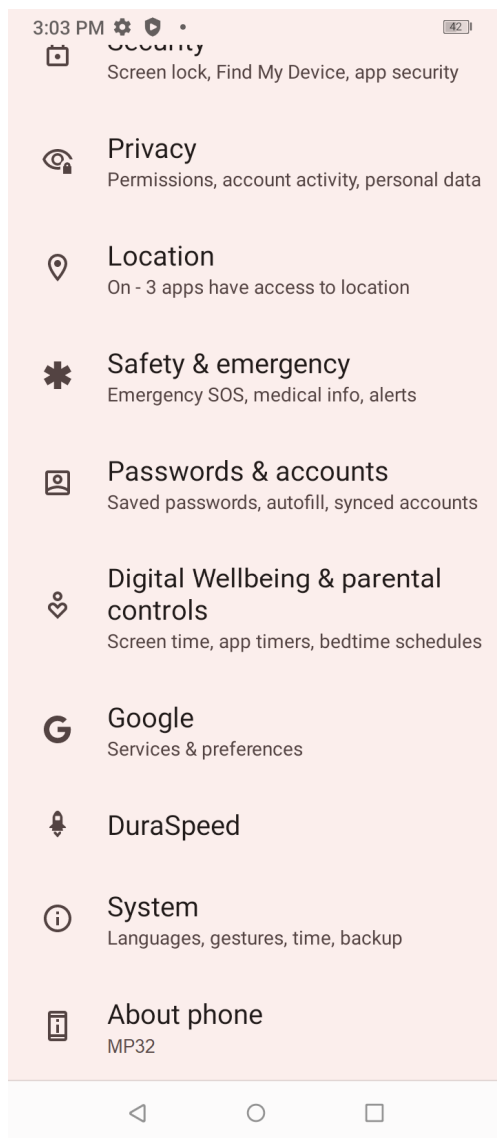 3:03 PM
42
Security
Screen lock, Find My Device, app security
Privacy
Permissions, account activity, personal data
Location
On - 3 apps have access to location
Safety & emergency
Emergency SOS, medical info, alerts
Passwords & accounts
Saved passwords, autofill, synced accounts
Digital Wellbeing & parental
controls
Screen time, app timers, bedtime schedules
Google
Services & preferences
DuraSpeed
System
Languages, gestures, time, backup
About phone
MP32